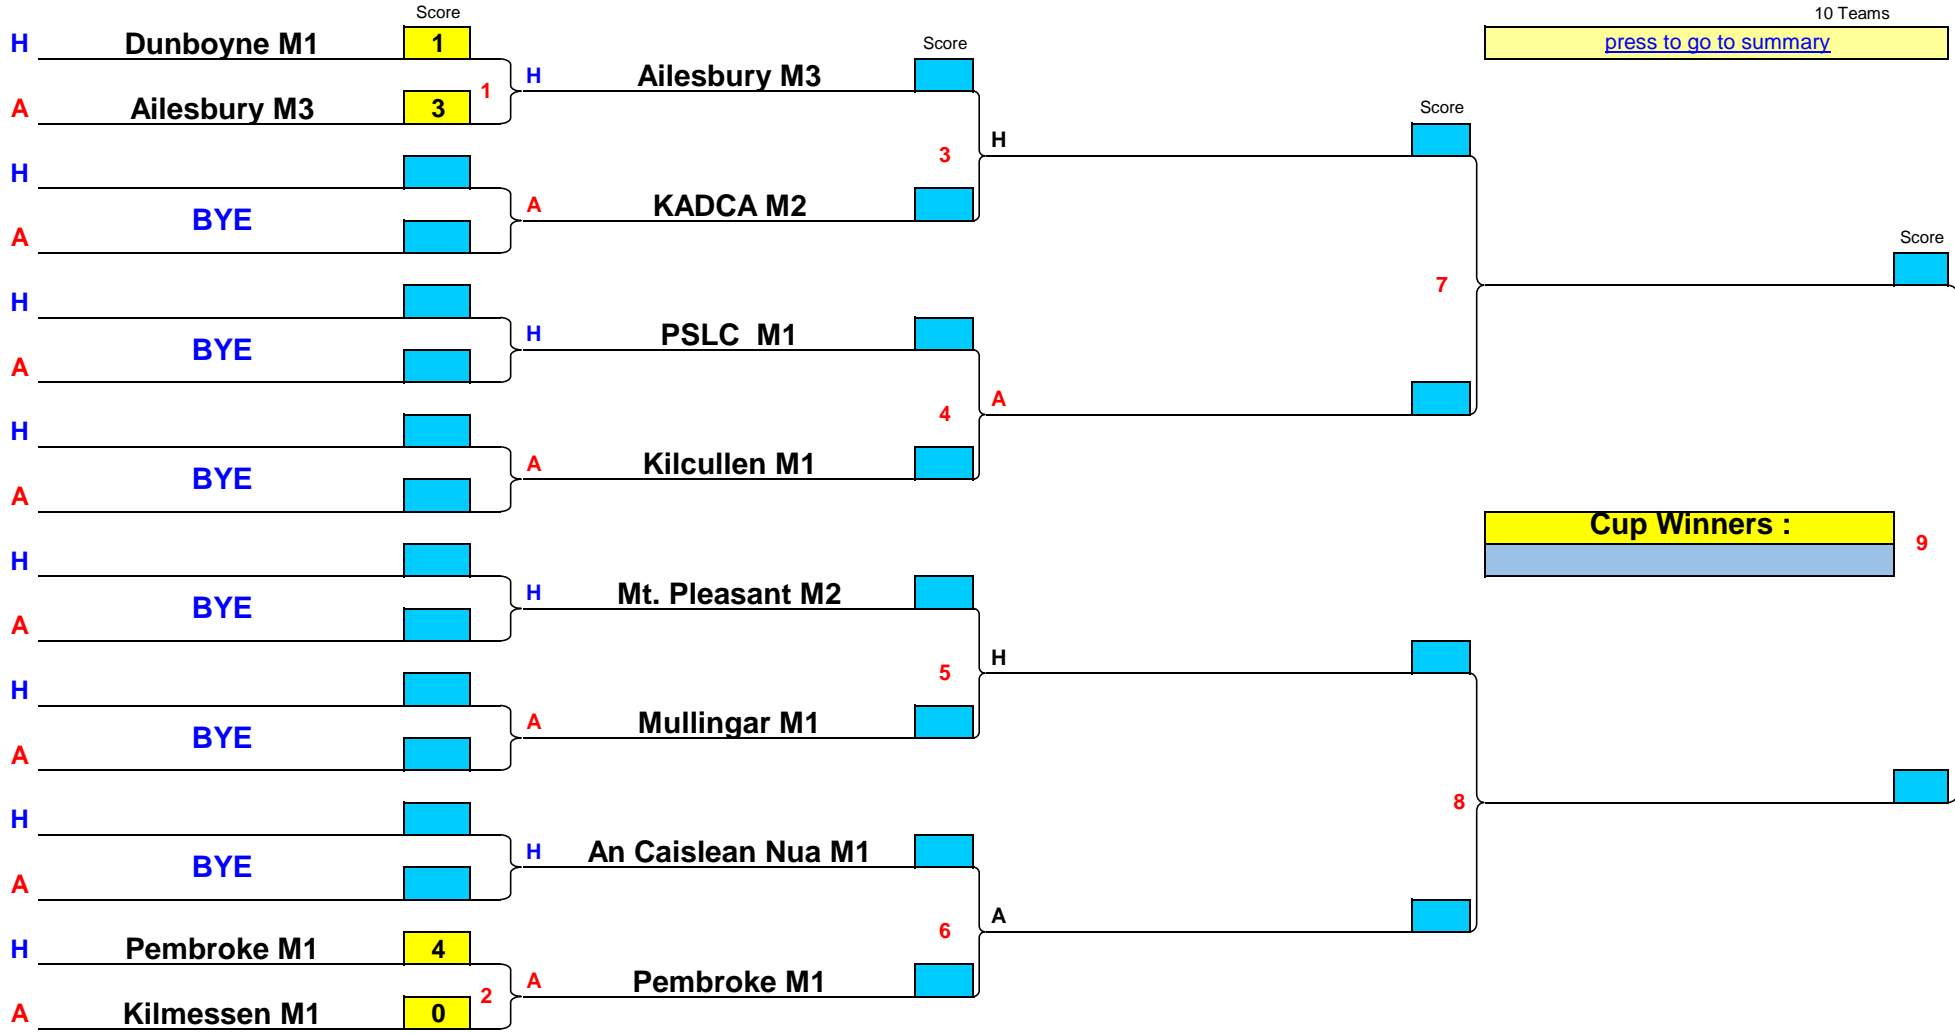 Score
10 Teams
H Dunboyne M1 1
press to go to summary
Score
1 H Ailesbury M3
A Ailesbury M3 3
Score
H
3 H
H
BYE
A KADCA M2
A
Score
7
H
BYE
H PSLC M1
A
4 A
H
BYE
A Kilcullen M1
A
Cup Winners :
9
H
BYE
H Mt. Pleasant M2
A
5 H
H
BYE
A Mullingar M1
A
8
H
BYE
H An Caislean Nua M1
A
6 A
H Pembroke M1 4
2 A Pembroke M1
A Kilmessen M1 0